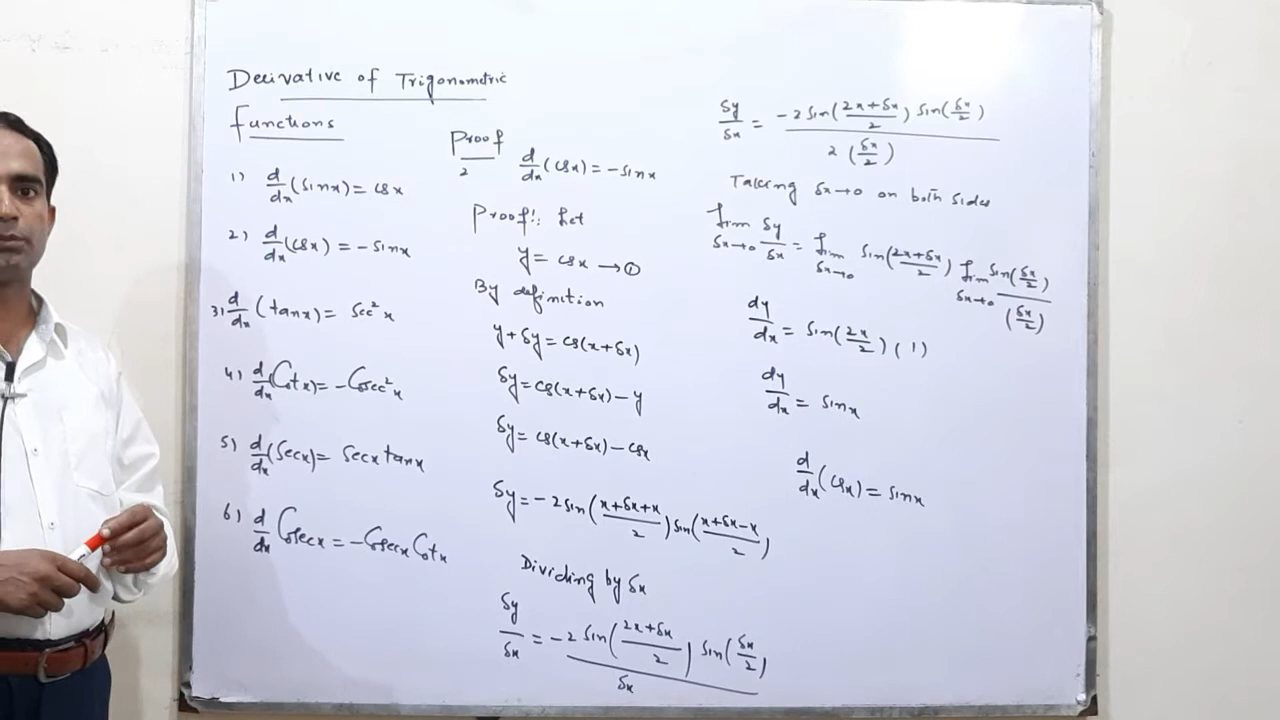 Derivative of Trigonometric
functions
1) d/dx (sinx) = cosx
2) d/dx (cosx) = -sinx
3) d/dx (tanx) = sec²x
4) d/dx Cotx = -Cosec²x
5) d/dx (secx) = secx tanx
6) d/dx Cosecx = -Cosecx Cotx
Proof
2 d/dx (cosx) = -sinx
Proof:. Let
y = cosx → ①
By definition
y+δy = cos(x+δx)
δy = cos(x+δx) - y
δy = cos(x+δx) - cosx
δy = -2 sin((x+δx+x)/2) sin((x+δx-x)/2)
Dividing by δx
δy/δx = -2 sin((2x+δx)/2) sin(δx/2) / δx
δy/δx = -2 sin((2x+δx)/2) sin(δx/2) / 2(δx/2)
Taking δx→0 on both sides
lim δx→0 δy/δx = lim δx→0 sin((2x+δx)/2) lim δx→0 sin(δx/2)/(δx/2)
dy/dx = sin(2x/2) (1)
dy/dx = sinx
d/dx (cosx) = sinx